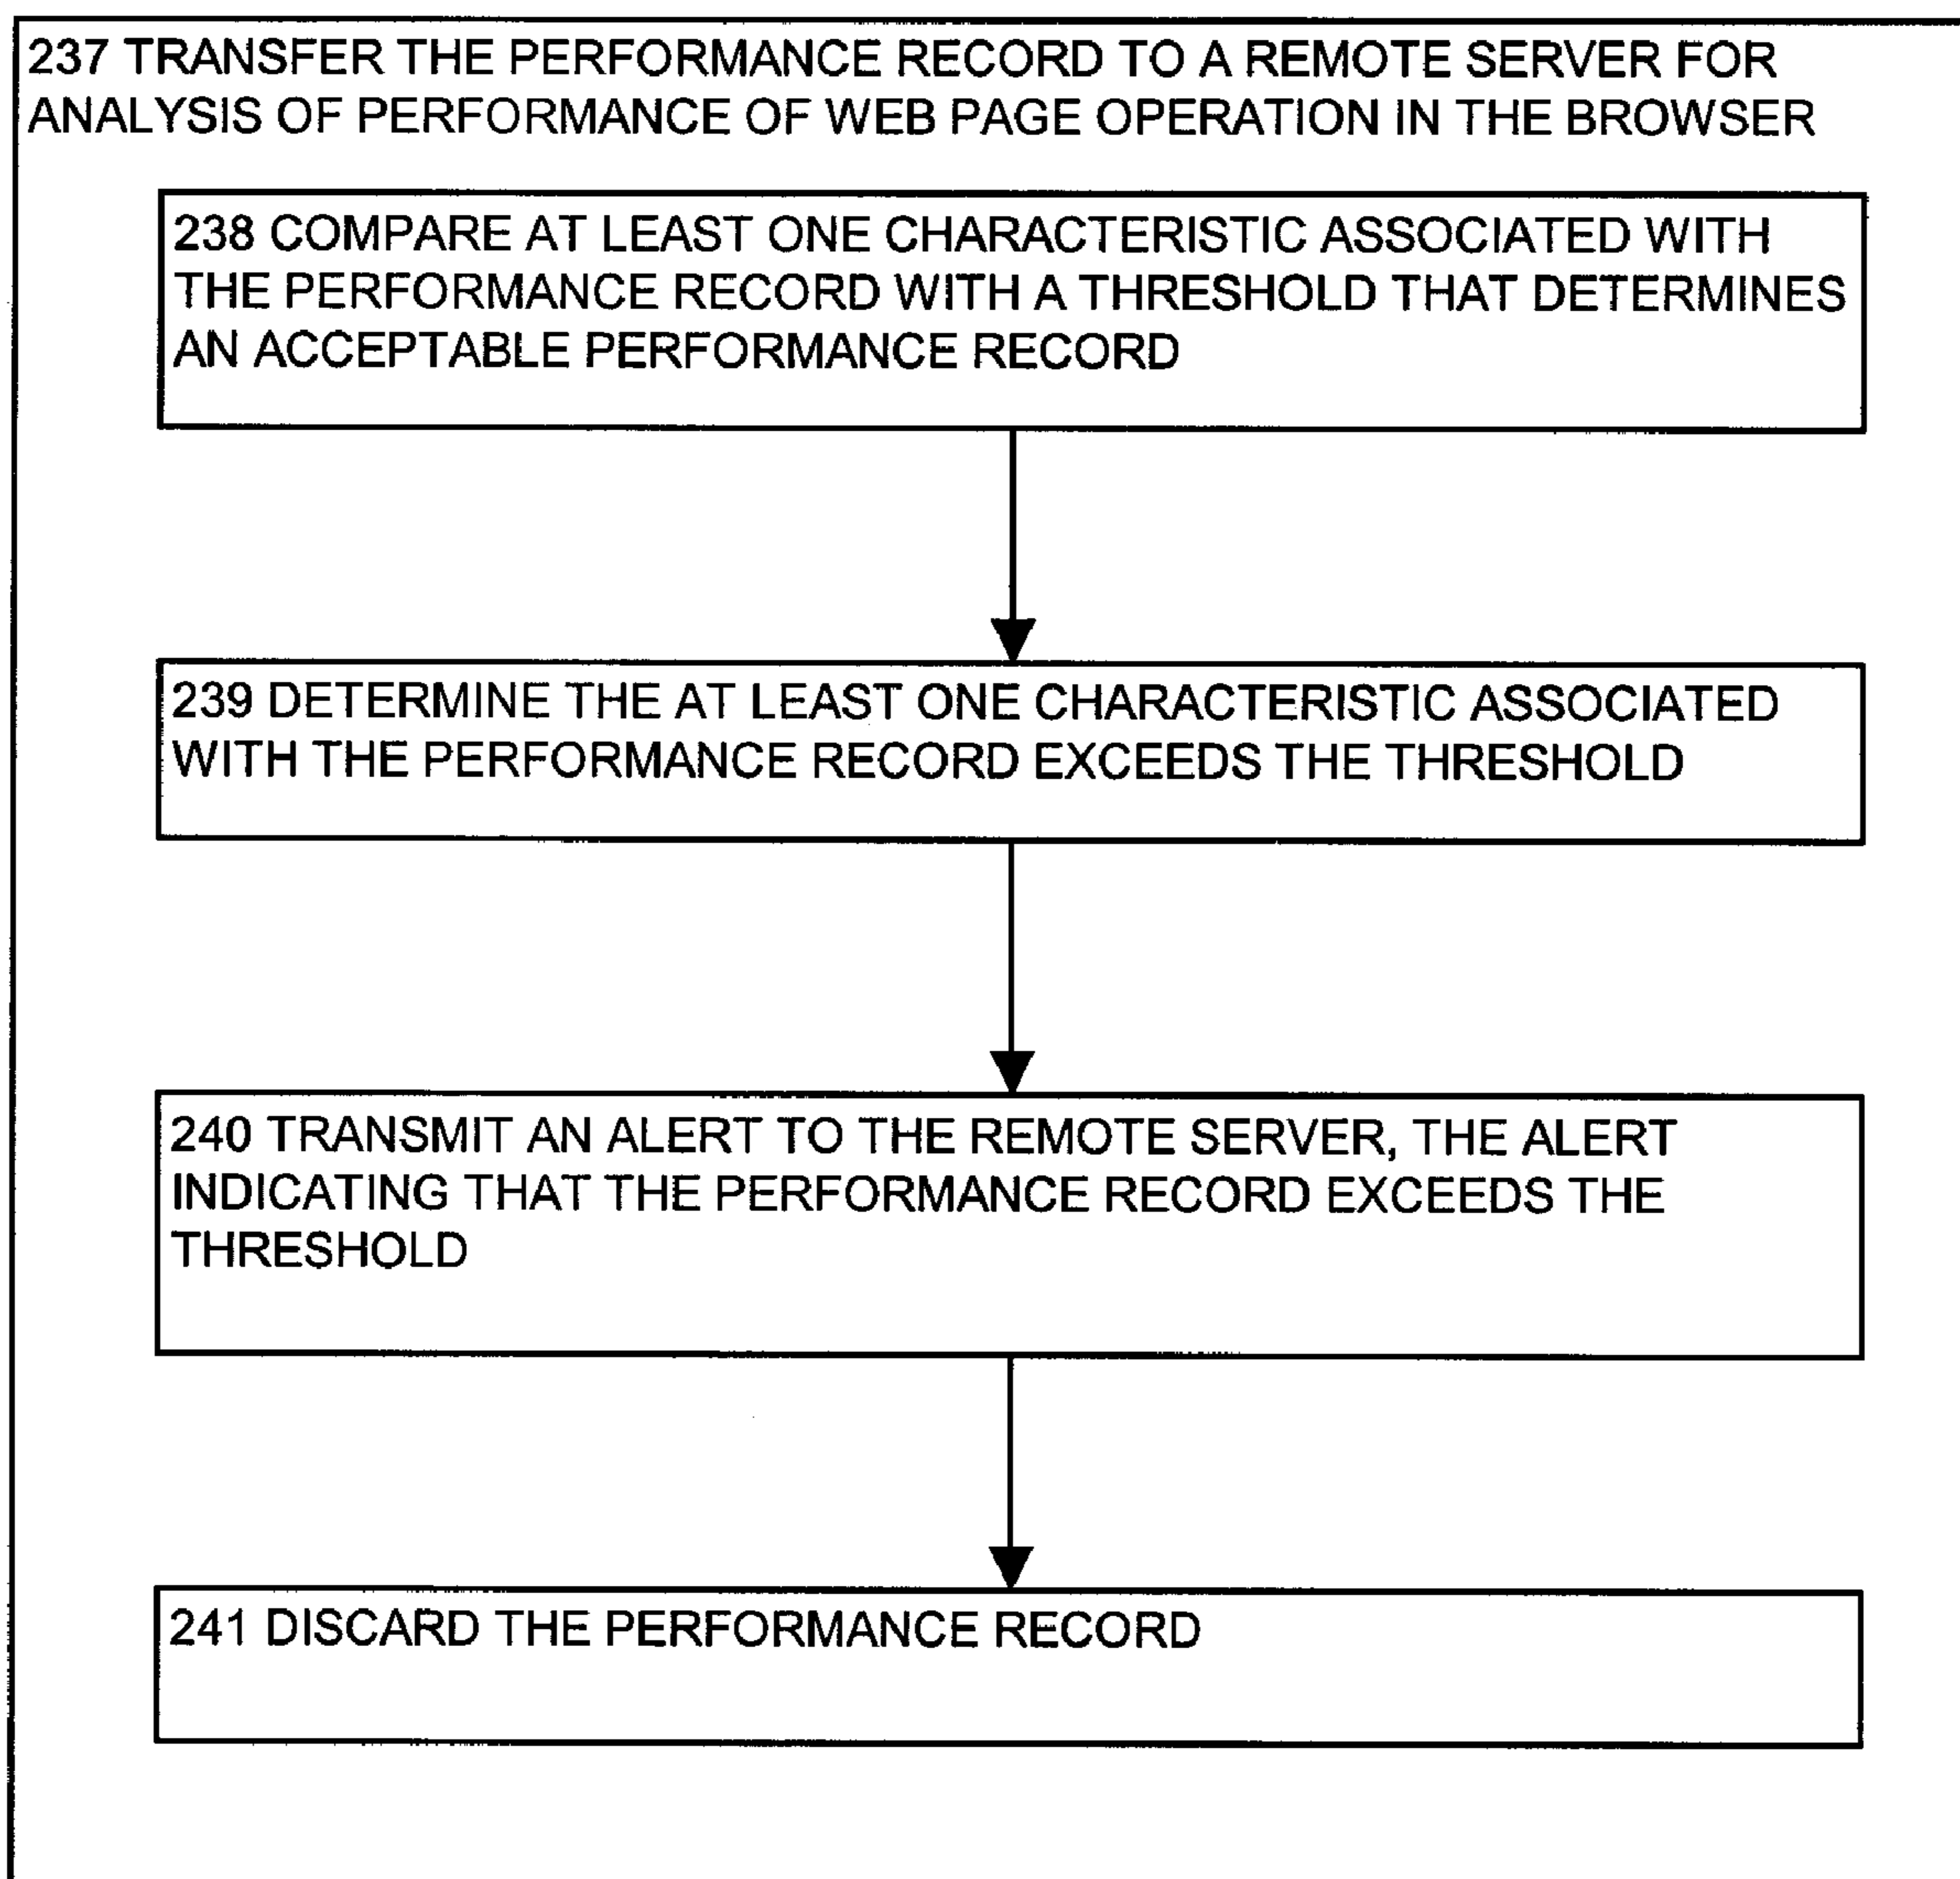 237 TRANSFER THE PERFORMANCE RECORD TO A REMOTE SERVER FOR
ANALYSIS OF PERFORMANCE OF WEB PAGE OPERATION IN THE BROWSER
238 COMPARE AT LEAST ONE CHARACTERISTIC ASSOCIATED WITH
THE PERFORMANCE RECORD WITH A THRESHOLD THAT DETERMINES
AN ACCEPTABLE PERFORMANCE RECORD
239 DETERMINE THE AT LEAST ONE CHARACTERISTIC ASSOCIATED
WITH THE PERFORMANCE RECORD EXCEEDS THE THRESHOLD
240 TRANSMIT AN ALERT TO THE REMOTE SERVER, THE ALERT
INDICATING THAT THE PERFORMANCE RECORD EXCEEDS THE
THRESHOLD
241 DISCARD THE PERFORMANCE RECORD